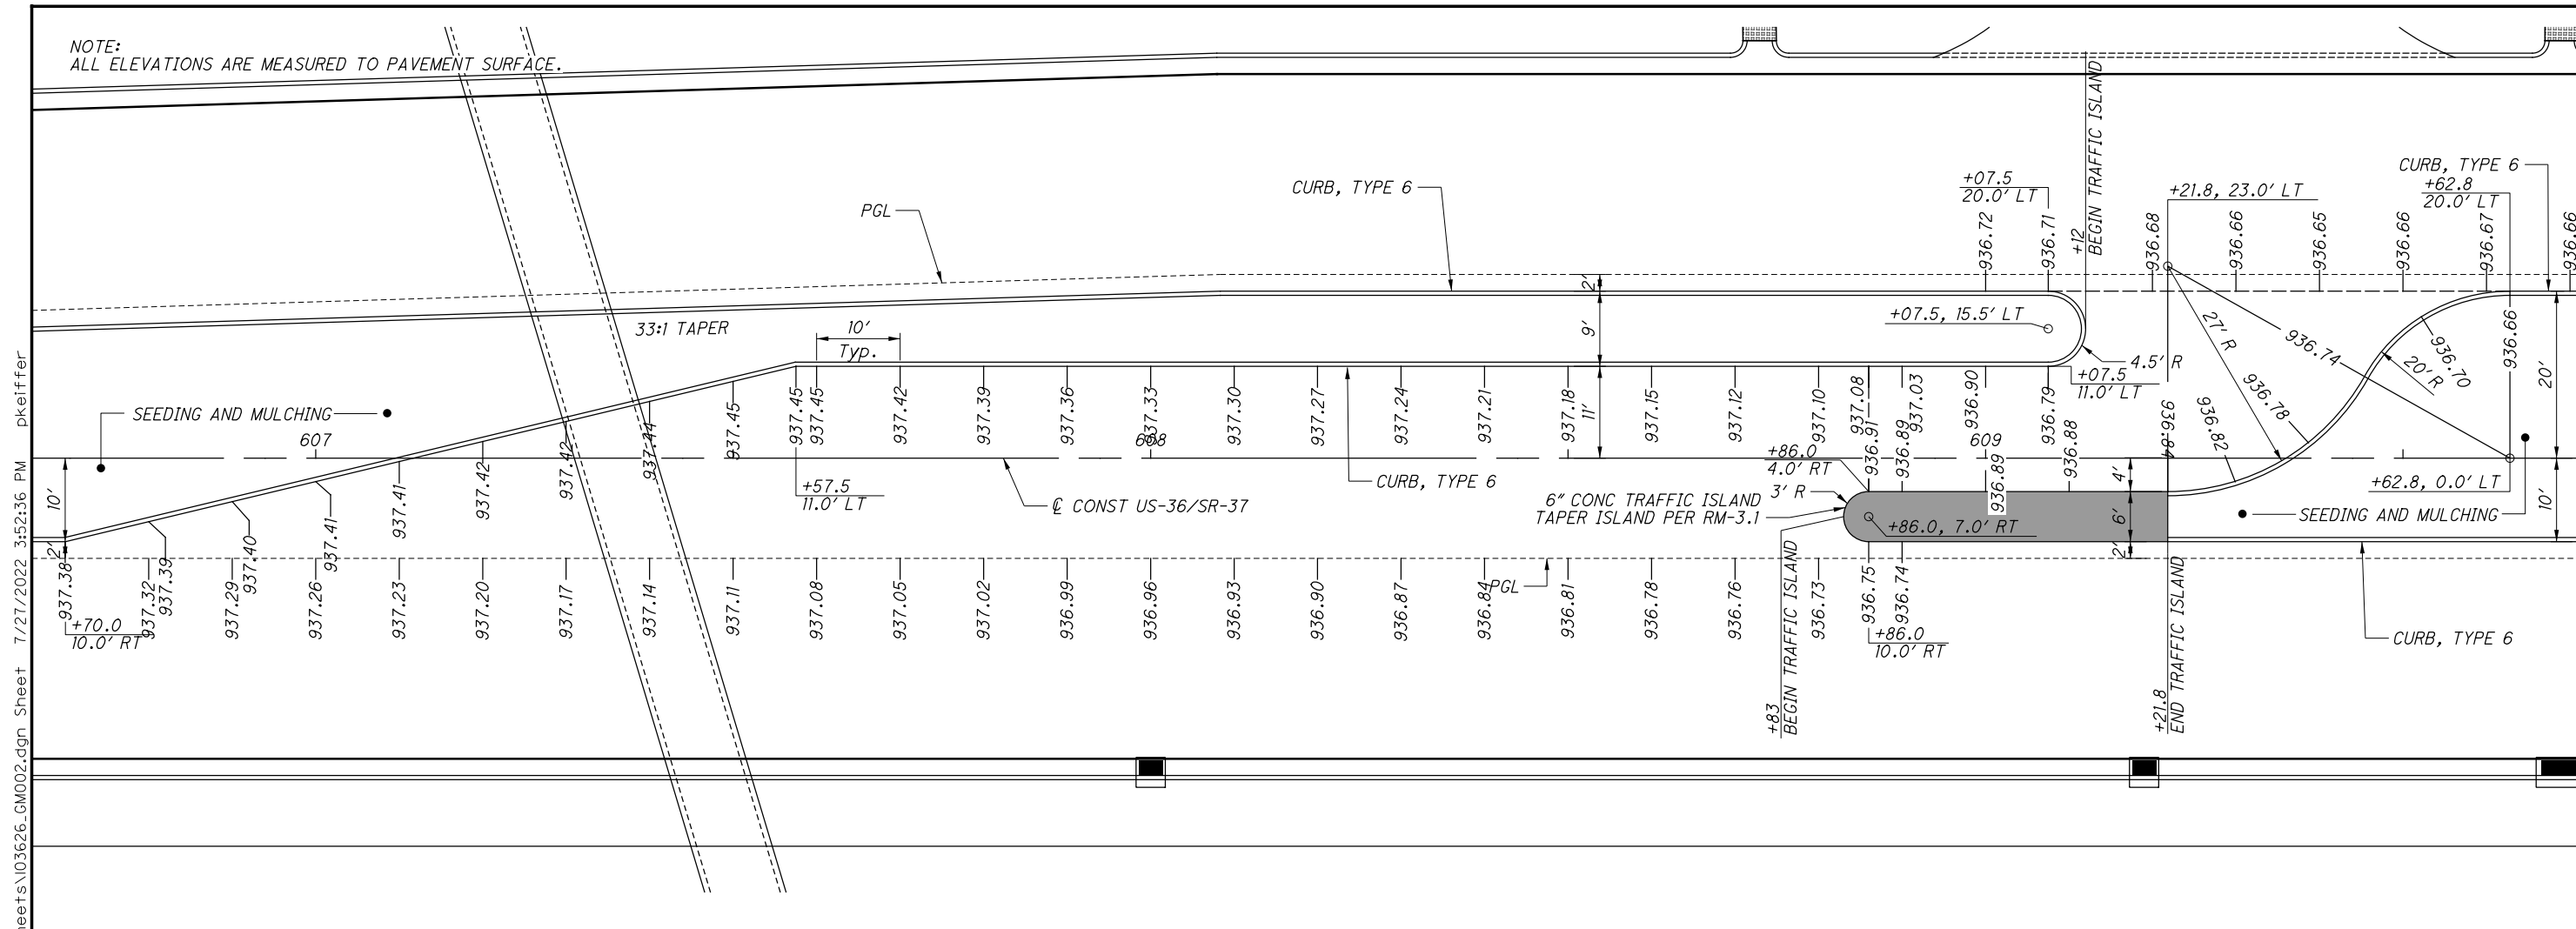 NOTE:
ALL ELEVATIONS ARE MEASURED TO PAVEMENT SURFACE.
BEGIN TRAFFIC ISLAND
+12
CURB, TYPE 6
+07.5
20.0' LT
+21.8, 23.0' LT
CURB, TYPE 6
+62.8
20.0' LT
PGL
CURB, TYPE 6
936.72
936.71
936.68
936.66
936.65
936.66
936.67
936.66
2'
9'
11'
33:1 TAPER
10'
Typ.
+07.5, 15.5' LT
4.5' R
+07.5
11.0' LT
27' R
936.74
936.70
20' R
936.66
20'
936.78
936.82
936.84
SEEDING AND MULCHING
607
608
609
937.38
937.39
937.40
937.41
937.41
937.42
937.42
937.44
937.45
937.45
937.45
937.42
937.39
937.36
937.33
937.30
937.27
937.24
937.21
937.18
937.15
937.12
937.10
937.08
937.03
936.90
936.79
936.91
936.89
936.89
936.88
10'
2'
+57.5
11.0' LT
℄ CONST US-36/SR-37
CURB, TYPE 6
+86.0
4.0' RT
3' R
6" CONC TRAFFIC ISLAND
TAPER ISLAND PER RM-3.1
+86.0, 7.0' RT
4'
6'
2'
+62.8, 0.0' LT
SEEDING AND MULCHING
10'
PGL
937.32
937.29
937.26
937.23
937.20
937.17
937.14
937.11
937.08
937.05
937.02
936.99
936.96
936.93
936.90
936.87
936.84
936.81
936.78
936.76
936.73
936.75
936.74
+70.0
10.0' RT
+86.0
10.0' RT
+83
BEGIN TRAFFIC ISLAND
+21.8
END TRAFFIC ISLAND
CURB, TYPE 6
heets\103626_GM002.dgn Sheet 7/27/2022 3:52:36 PM pkeiffer